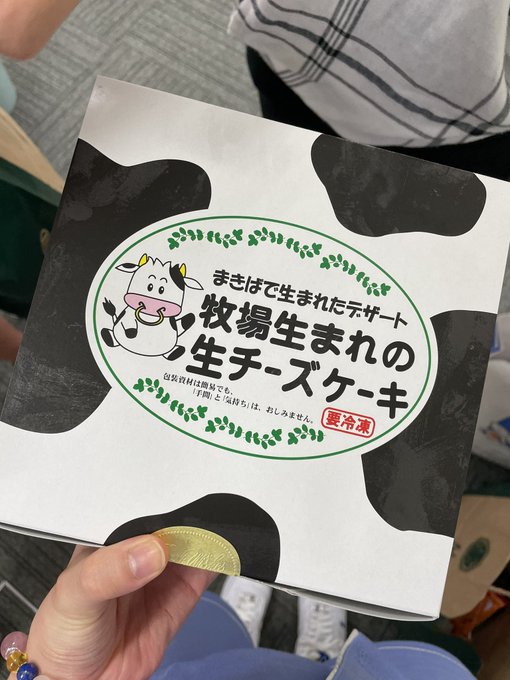 まきばで生まれたデザート
牧場生まれの
生チーズケーキ
包装資材は簡易でも、
「手間」と「気持ち」は、おしみません。
要冷凍